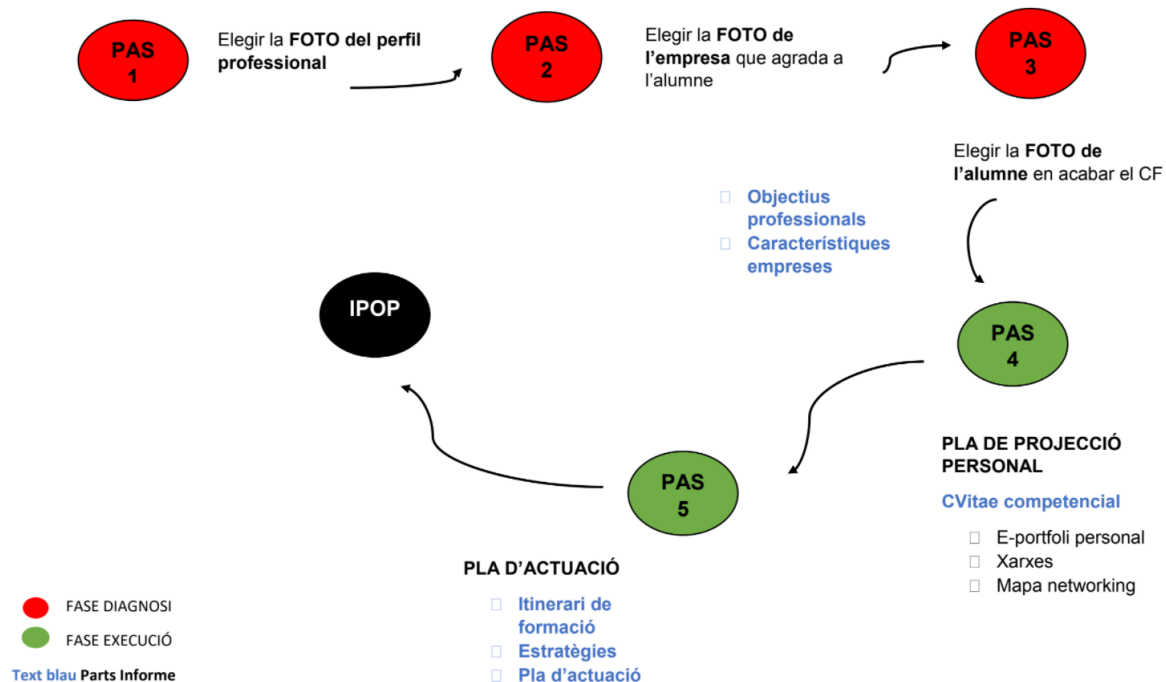 PAS
1
Elegir la FOTO del perfil
professional
PAS
2
Elegir la FOTO de
l'empresa que agrada a
l'alumne
PAS
3
Elegir la FOTO de
l'alumne en acabar el CF
Objectius
professionals
Característiques
empreses
IPOP
PAS
4
PLA DE PROJECCIÓ
PERSONAL
CVitae competencial
E-portfoli personal
Xarxes
Mapa networking
PAS
5
PLA D'ACTUACIÓ
Itinerari de
formació
Estratègies
Pla d'actuació
FASE DIAGNOSI
FASE EXECUCIÓ
Text blau Parts Informe